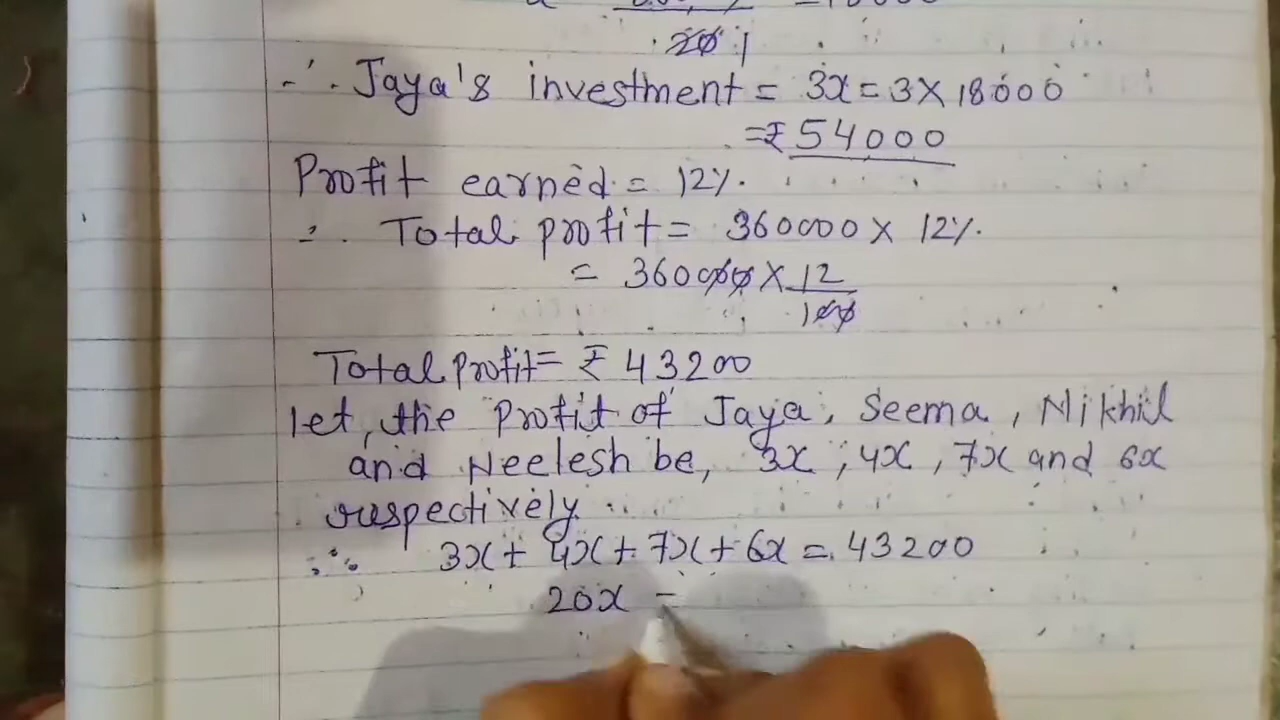 20 1
∴ Jaya's investment = 3x = 3 × 18000
= ₹ 54000
Profit earned = 12%.
∴ Total profit = 360000 × 12%.
= 360000 × 12
100
Total profit = ₹ 43200
let, the Profit of Jaya, Seema, Nikhil
and Neelesh be, 3x, 4x, 7x and 6x
respectively.
∴ 3x + 4x + 7x + 6x = 43200
20x =